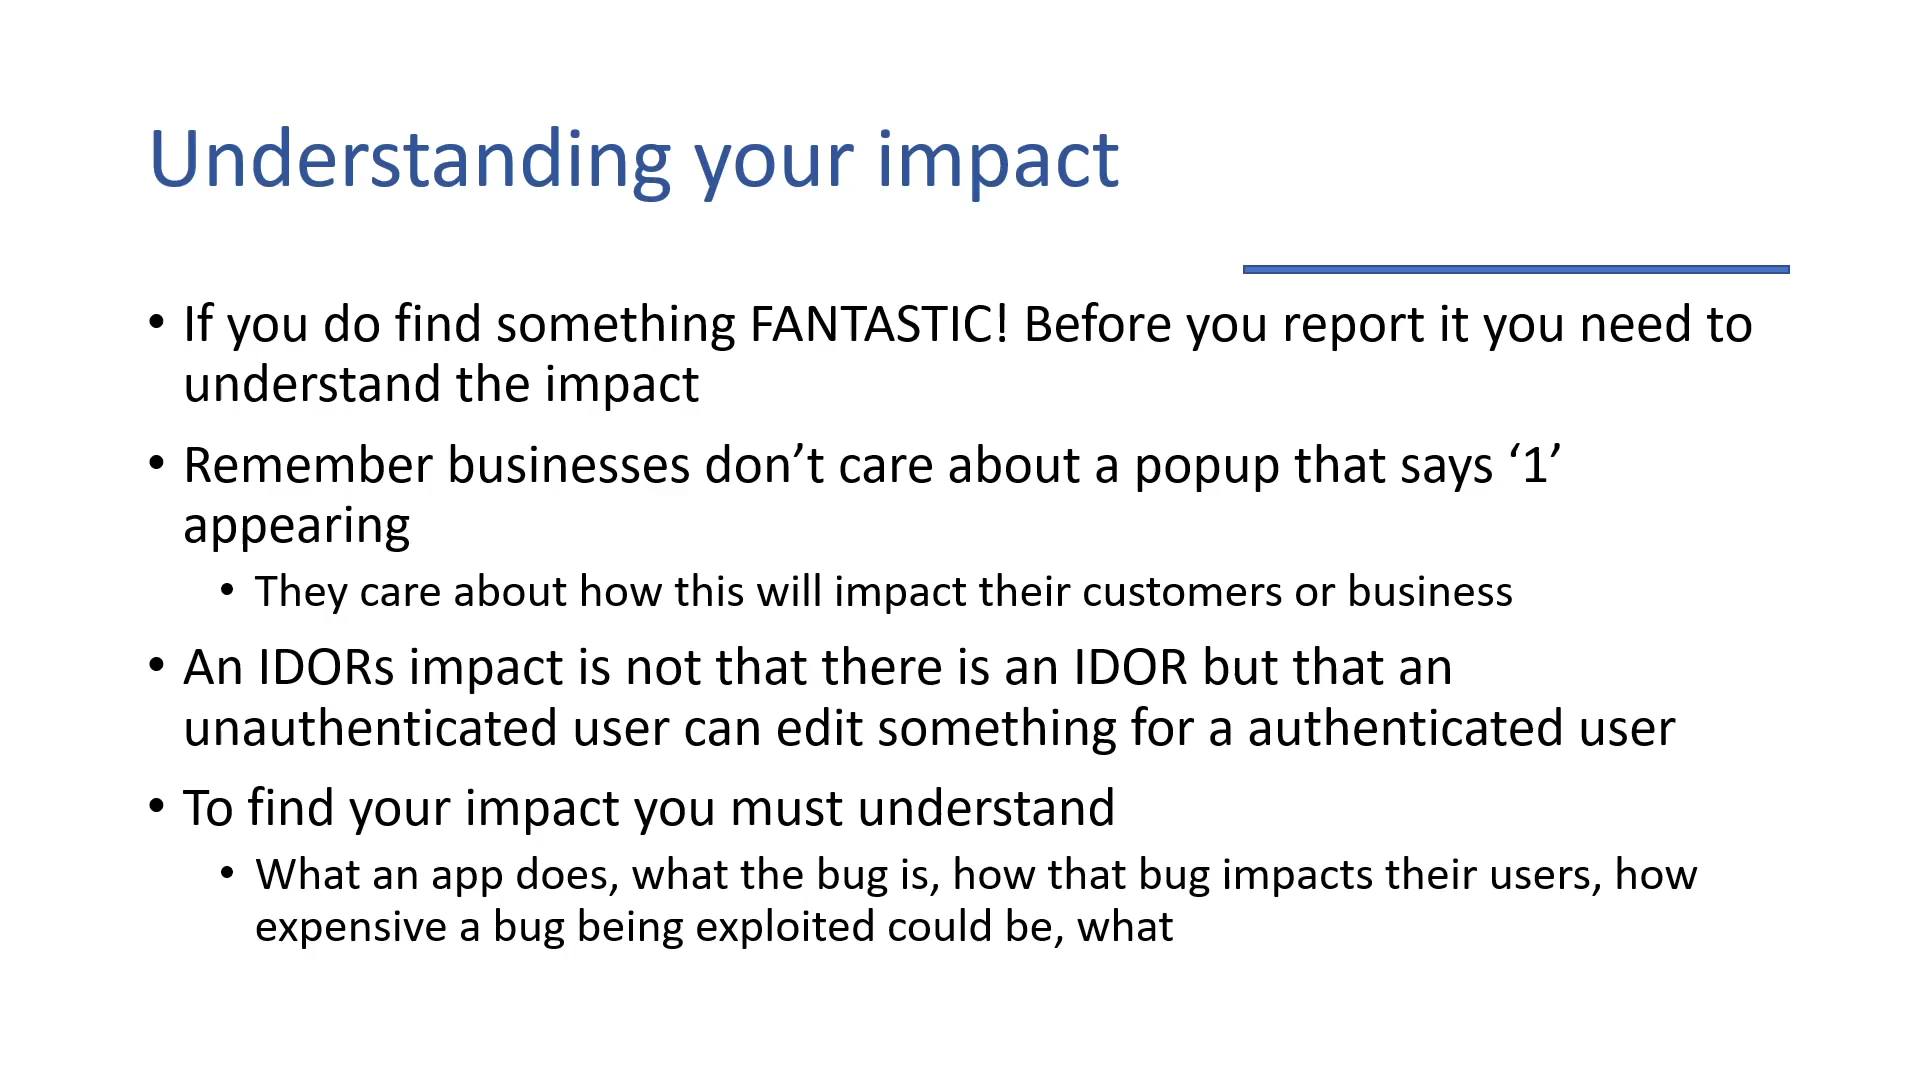 Understanding your impact
• If you do find something FANTASTIC! Before you report it you need to
understand the impact
• Remember businesses don’t care about a popup that says ‘1’
appearing
• They care about how this will impact their customers or business
• An IDORs impact is not that there is an IDOR but that an
unauthenticated user can edit something for a authenticated user
• To find your impact you must understand
• What an app does, what the bug is, how that bug impacts their users, how
expensive a bug being exploited could be, what